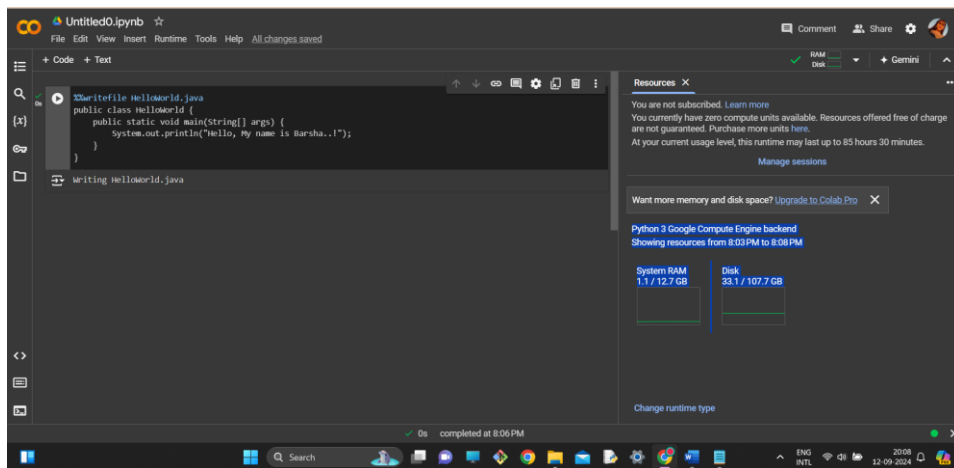 CO
Untitled0.ipynb
Comment
Share
File Edit View Insert Runtime Tools Help All changes saved
+ Code + Text
RAM
Disk
Gemini
Resources X
0s
%%writefile HelloWorld.java
public class HelloWorld {
public static void main(String[] args) {
System.out.println("Hello, My name is Barsha..!");
}
}
Writing HelloWorld.java
{x}
You are not subscribed. Learn more
You currently have zero compute units available. Resources offered free of charge
are not guaranteed. Purchase more units here.
At your current usage level, this runtime may last up to 85 hours 30 minutes.
Manage sessions
Want more memory and disk space? Upgrade to Colab Pro X
Python 3 Google Compute Engine backend
Showing resources from 8:03 PM to 8:08 PM
System RAM
1.1 / 12.7 GB
Disk
33.1 / 107.7 GB
Change runtime type
0s completed at 8:06 PM
Search
ENG
INTL
20:08
12-09-2024